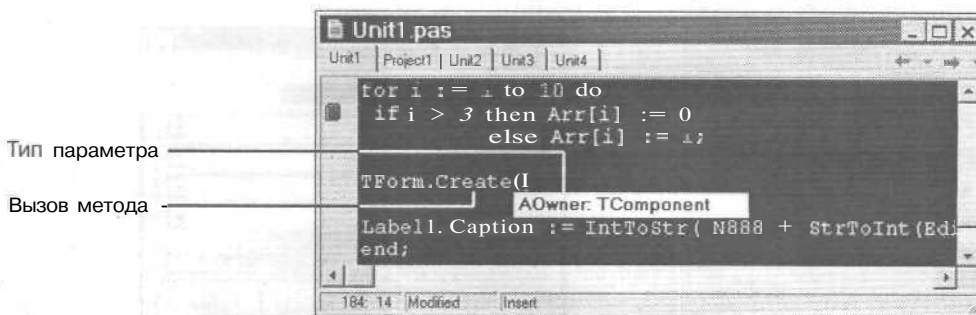 Unit1.pas
Unit1 Project1 Unit2 Unit3 Unit4
for i := 1 to 10 do
if i > 3 then Arr[i] := 0
else Arr[i] := 1;
Тип параметра
TForm.Create(I
Вызов метода
AOwner: TComponent
Label1. Caption := IntToStr( N888 + StrToInt(Edi
end;
184: 14 Modified Insert